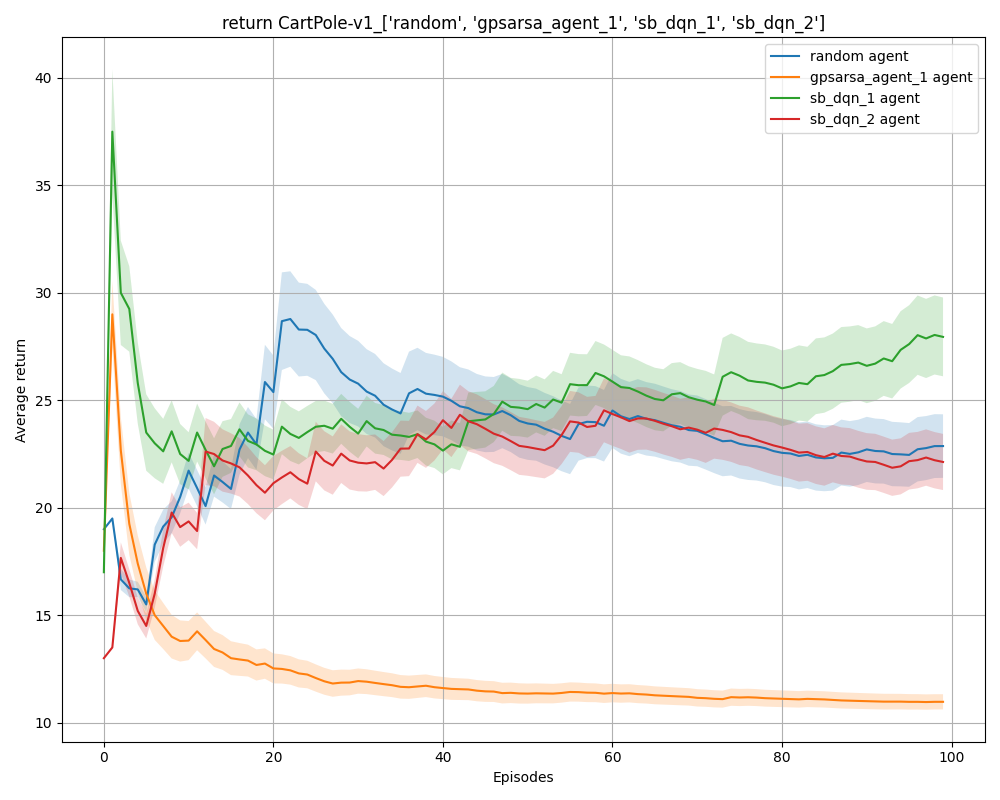 return CartPole-v1_['random', 'gpsarsa_agent_1', 'sb_dqn_1', 'sb_dqn_2']
random agent
gpsarsa_agent_1 agent
sb_dqn_1 agent
sb_dqn_2 agent
Average return
40
35
30
25
20
15
10
0 20 40 60 80 100
Episodes